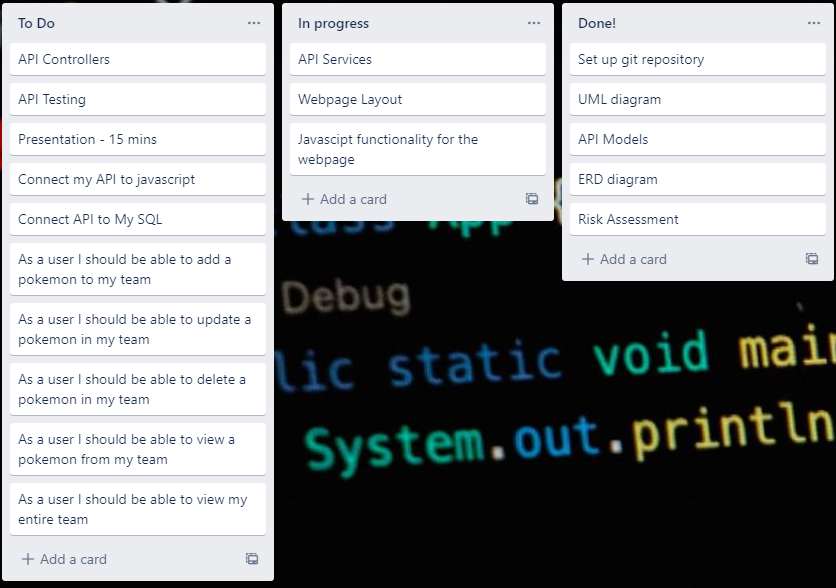 To Do
API Controllers
API Testing
Presentation - 15 mins
Connect my API to javascript
Connect API to My SQL
As a user I should be able to add a
pokemon to my team
As a user I should be able to update a
pokemon in my team
As a user I should be able to delete a
pokemon in my team
As a user I should be able to view a
pokemon from my team
As a user I should be able to view my
entire team
+ Add a card
In progress
API Services
Webpage Layout
Javascipt functionality for the
webpage
+ Add a card
Done!
Set up git repository
UML diagram
API Models
ERD diagram
Risk Assessment
+ Add a card
class App
Debug
lic static void main
System.out.println